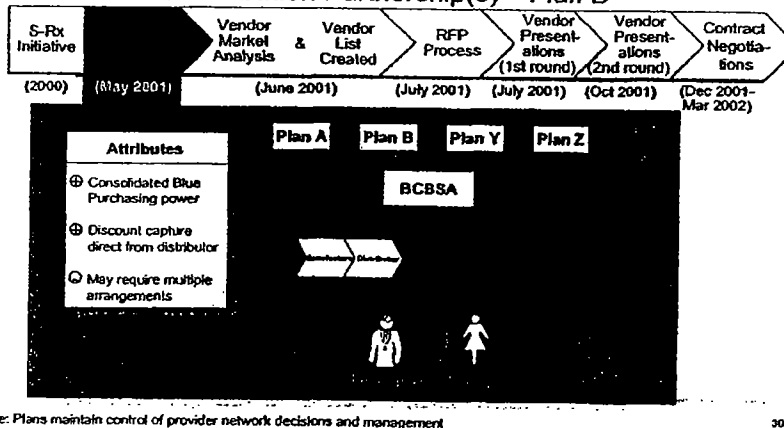 Partnership(s) – Plan B
S-Rx
Initiative
Vendor
Market
Analysis
&
Vendor
List
Created
RFP
Process
Vendor
Present-
ations
(1st round)
Vendor
Present-
ations
(2nd round)
Contract
Negotia-
tions
(2000)
(May 2001)
(June 2001)
(July 2001)
(July 2001)
(Oct 2001)
(Dec 2001-
Mar 2002)
Plan A
Plan B
Plan Y
Plan Z
BCBSA
Attributes
⊕ Consolidated Blue
Purchasing power
⊕ Discount capture
direct from distributor
⊖ May require multiple
arrangements
Manufacturer
Distributor
e: Plans maintain control of provider network decisions and management